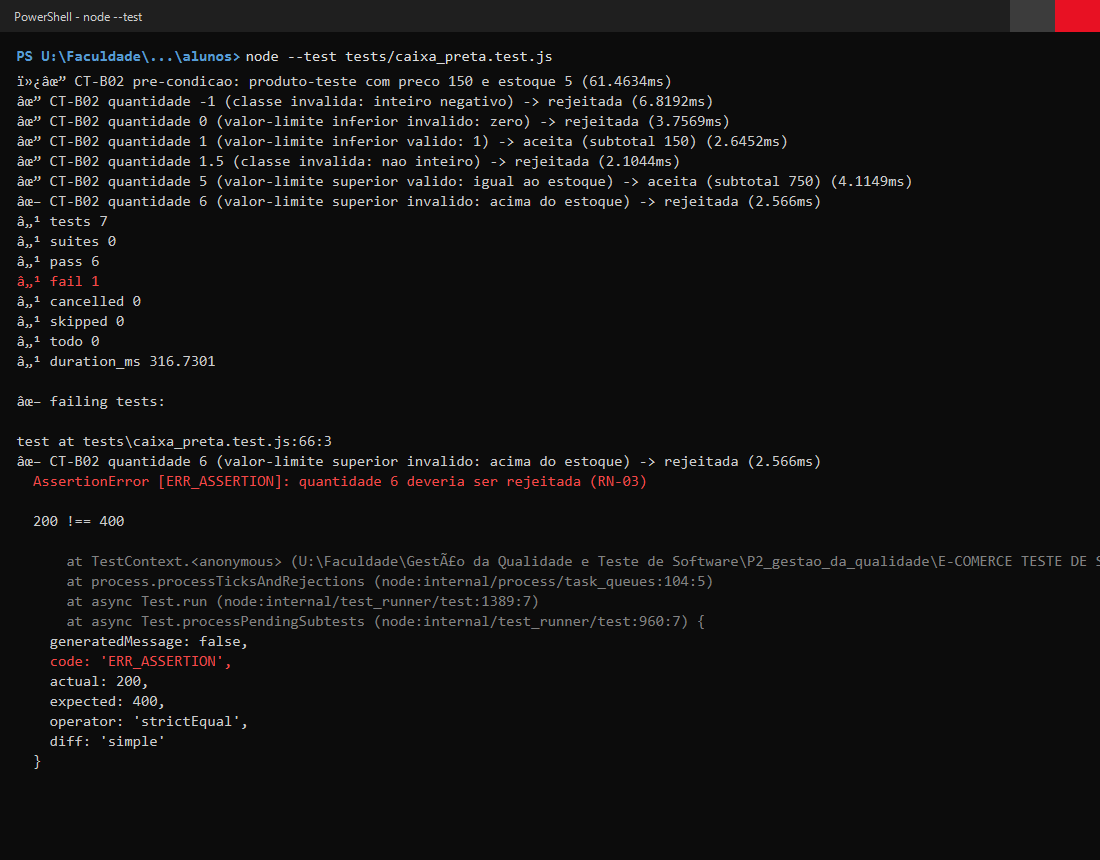 PowerShell - node --test
PS U:\Faculdade\...\alunos> node --test tests/caixa_preta.test.js
ï»¿âœ” CT-B02 pre-condicao: produto-teste com preco 150 e estoque 5 (61.4634ms)
âœ” CT-B02 quantidade -1 (classe invalida: inteiro negativo) -> rejeitada (6.8192ms)
âœ” CT-B02 quantidade 0 (valor-limite inferior invalido: zero) -> rejeitada (3.7569ms)
âœ” CT-B02 quantidade 1 (valor-limite inferior valido: 1) -> aceita (subtotal 150) (2.6452ms)
âœ” CT-B02 quantidade 1.5 (classe invalida: nao inteiro) -> rejeitada (2.1044ms)
âœ” CT-B02 quantidade 5 (valor-limite superior valido: igual ao estoque) -> aceita (subtotal 750) (4.1149ms)
âœ– CT-B02 quantidade 6 (valor-limite superior invalido: acima do estoque) -> rejeitada (2.566ms)
â„¹ tests 7
â„¹ suites 0
â„¹ pass 6
â„¹ fail 1
â„¹ cancelled 0
â„¹ skipped 0
â„¹ todo 0
â„¹ duration_ms 316.7301
âœ– failing tests:
test at tests\caixa_preta.test.js:66:3
âœ– CT-B02 quantidade 6 (valor-limite superior invalido: acima do estoque) -> rejeitada (2.566ms)
AssertionError [ERR_ASSERTION]: quantidade 6 deveria ser rejeitada (RN-03)
200 !== 400
at TestContext.<anonymous> (U:\Faculdade\GestÃ£o da Qualidade e Teste de Software\P2_gestao_da_qualidade\E-COMERCE TESTE DE S
at process.processTicksAndRejections (node:internal/process/task_queues:104:5)
at async Test.run (node:internal/test_runner/test:1389:7)
at async Test.processPendingSubtests (node:internal/test_runner/test:960:7) {
generatedMessage: false,
code: 'ERR_ASSERTION',
actual: 200,
expected: 400,
operator: 'strictEqual',
diff: 'simple'
}